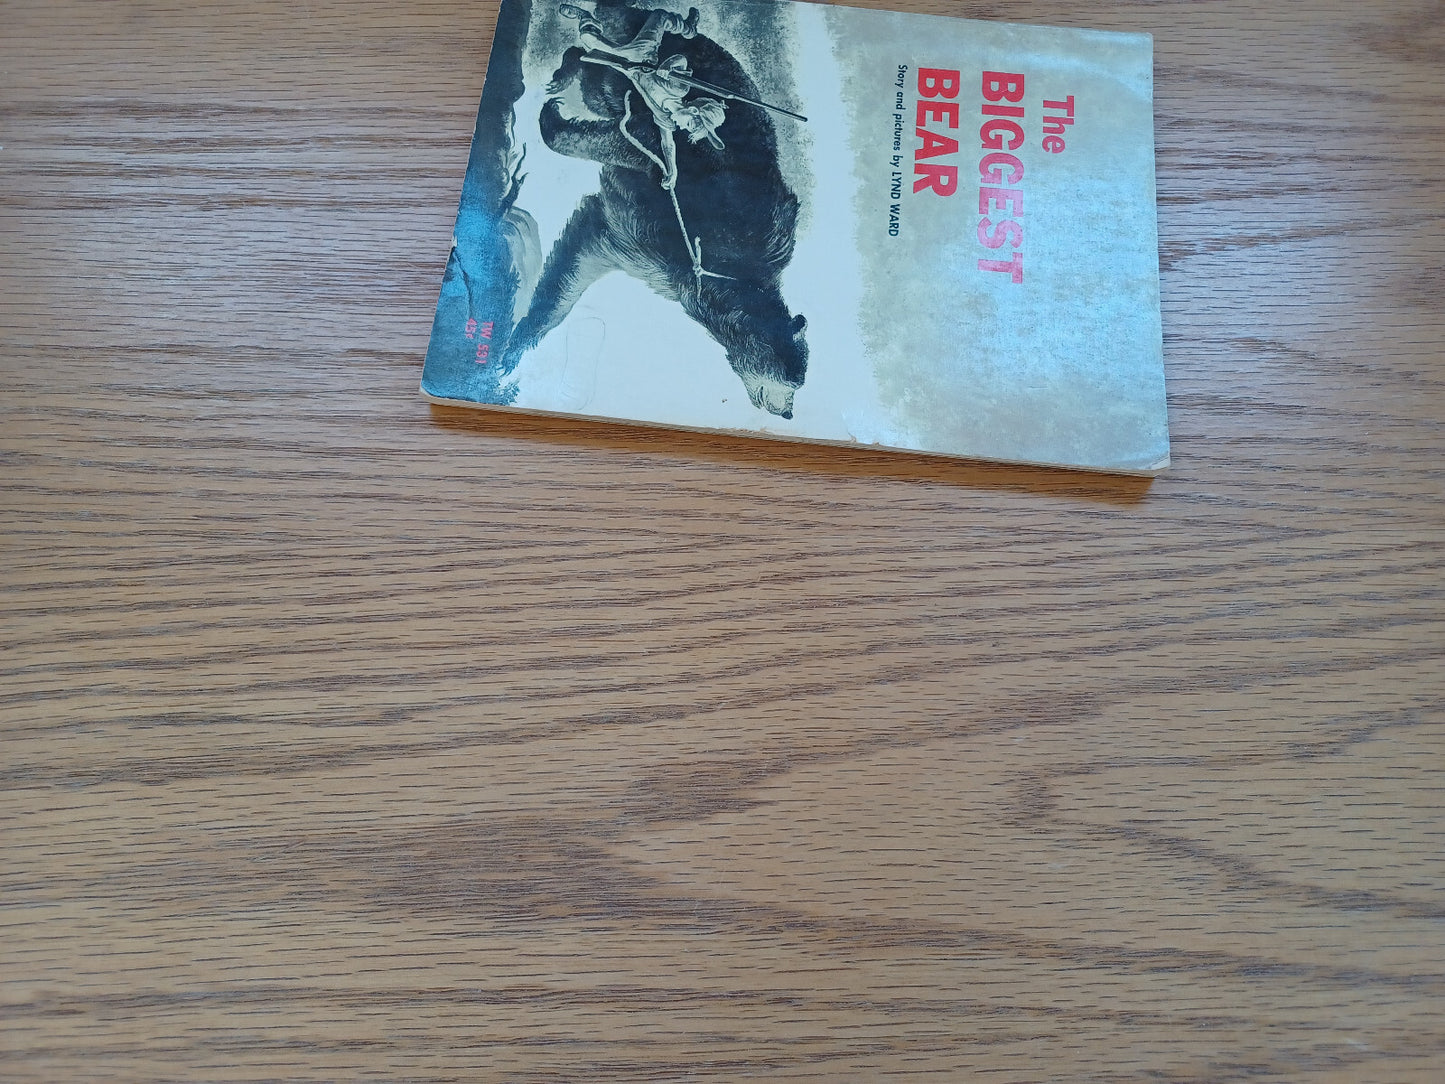 The
BIGGEST
BEAR
Story and pictures by LYND WARD
TW 531
45¢